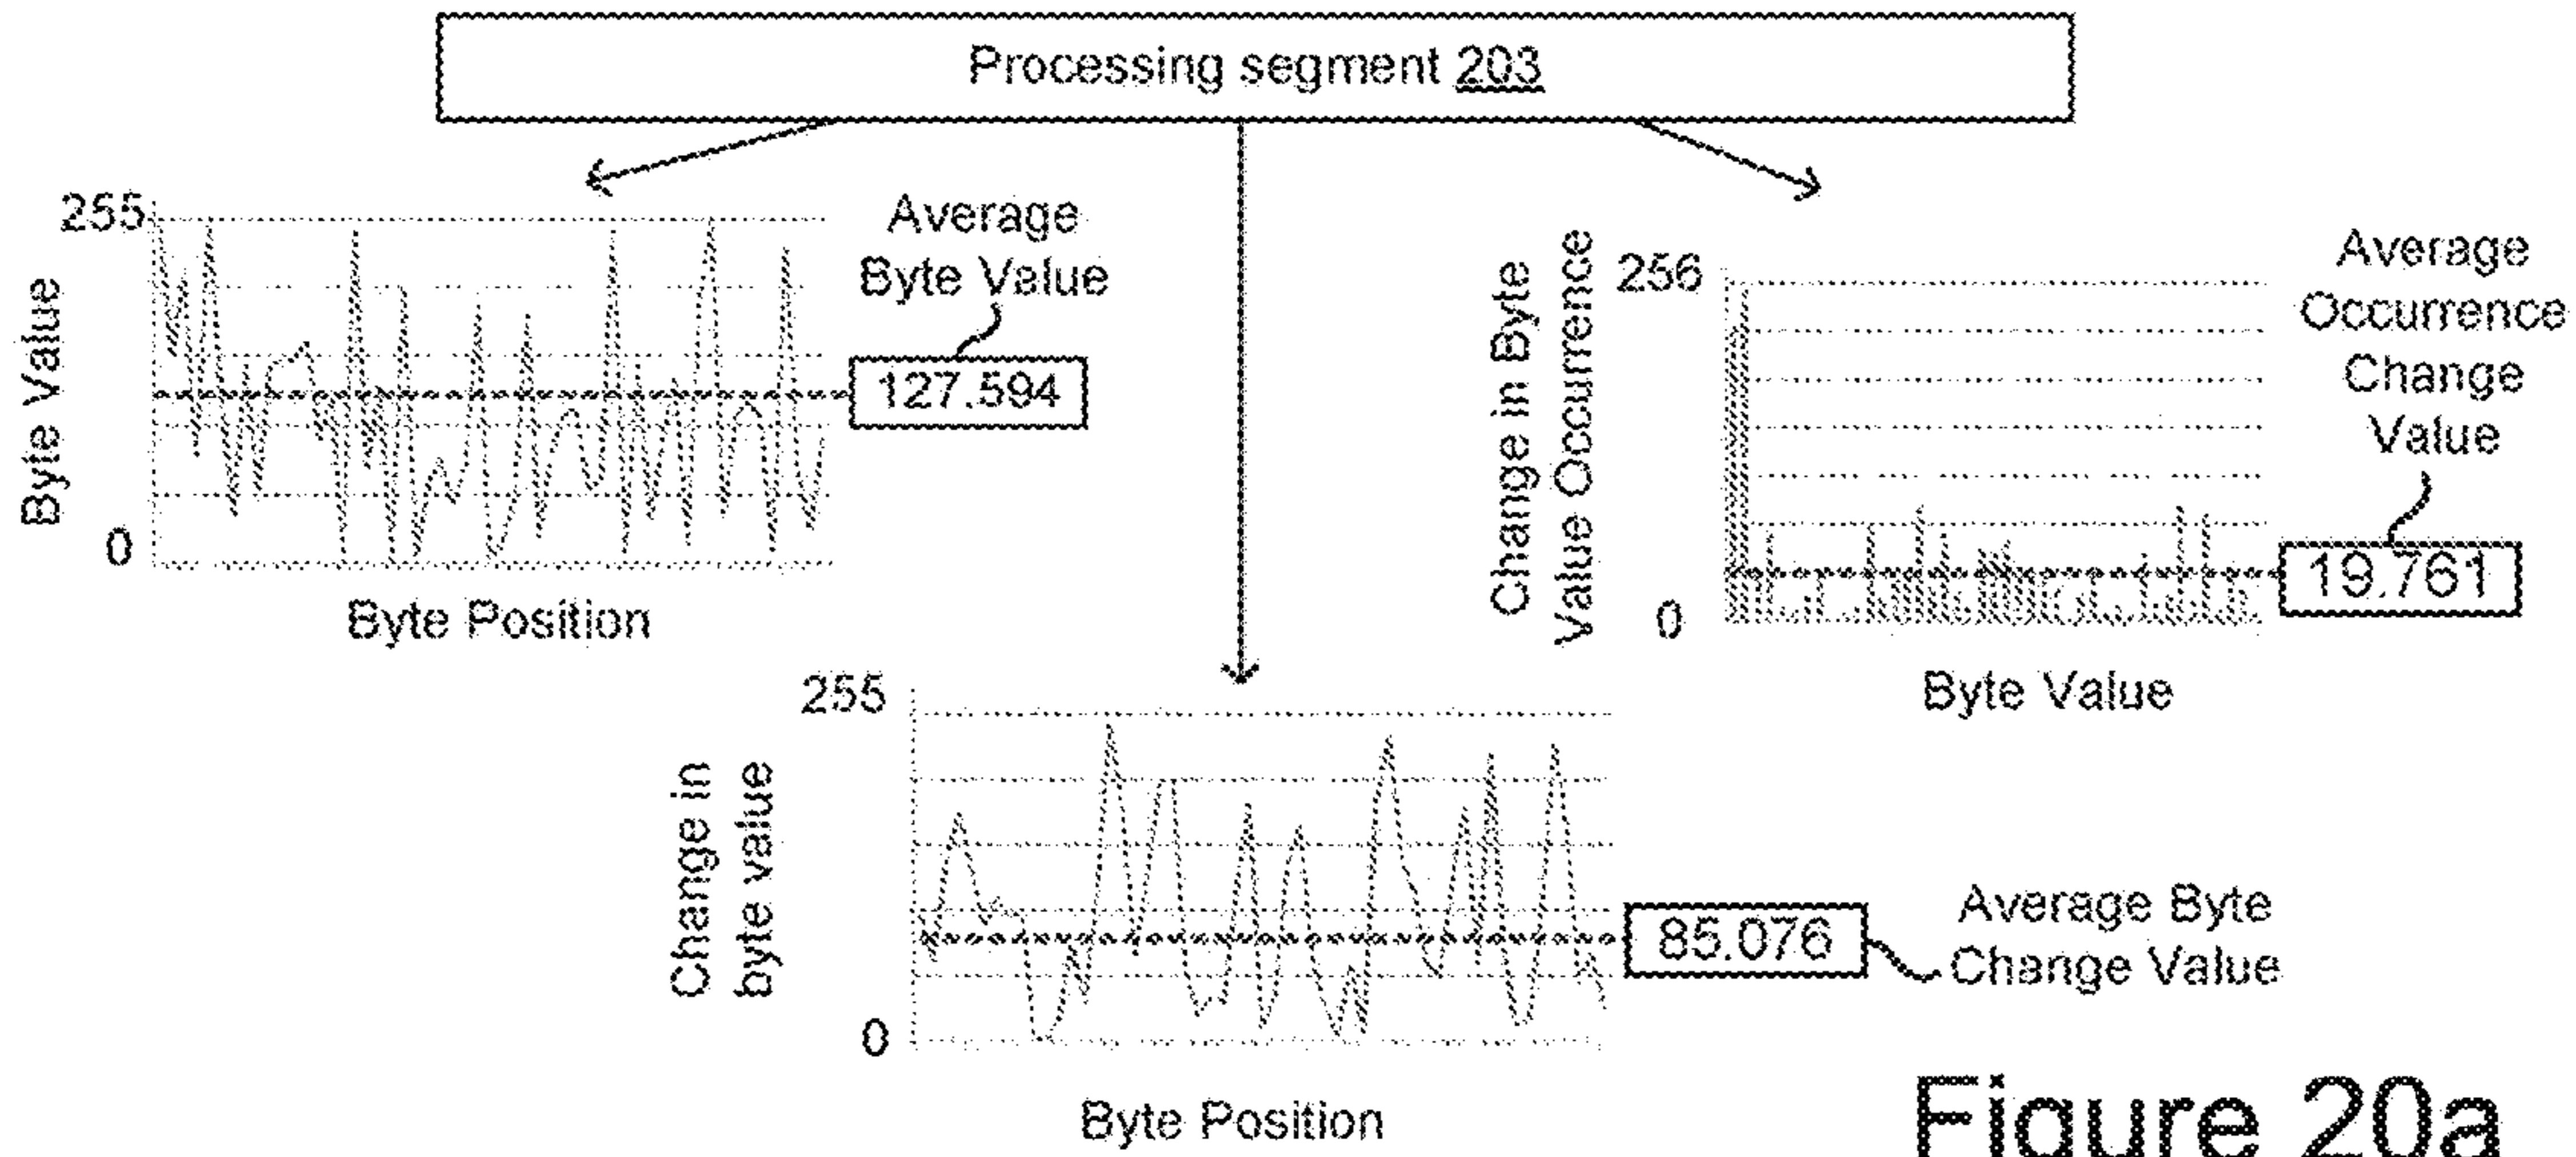 Processing segment 203
255
Byte Value
0
Byte Position
Average
Byte Value
127.594
Change in Byte
Value Occurrence
256
0
Byte Value
Average
Occurrence
Change
Value
19.761
255
Change in
byte value
0
Byte Position
85.076
Average Byte
Change Value
Figure 20a